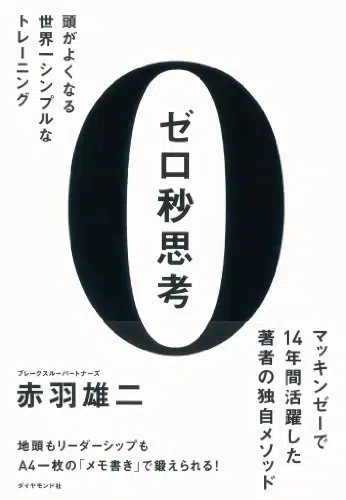 頭がよくなる
世界一シンプルな
トレーニング
0
ゼロ秒思考
マッキンゼーで
14年間活躍した
著者の独自メソッド
ブレークスルーパートナーズ
赤羽雄二
地頭もリーダーシップも
A4一枚の「メモ書き」で鍛えられる!
ダイヤモンド社